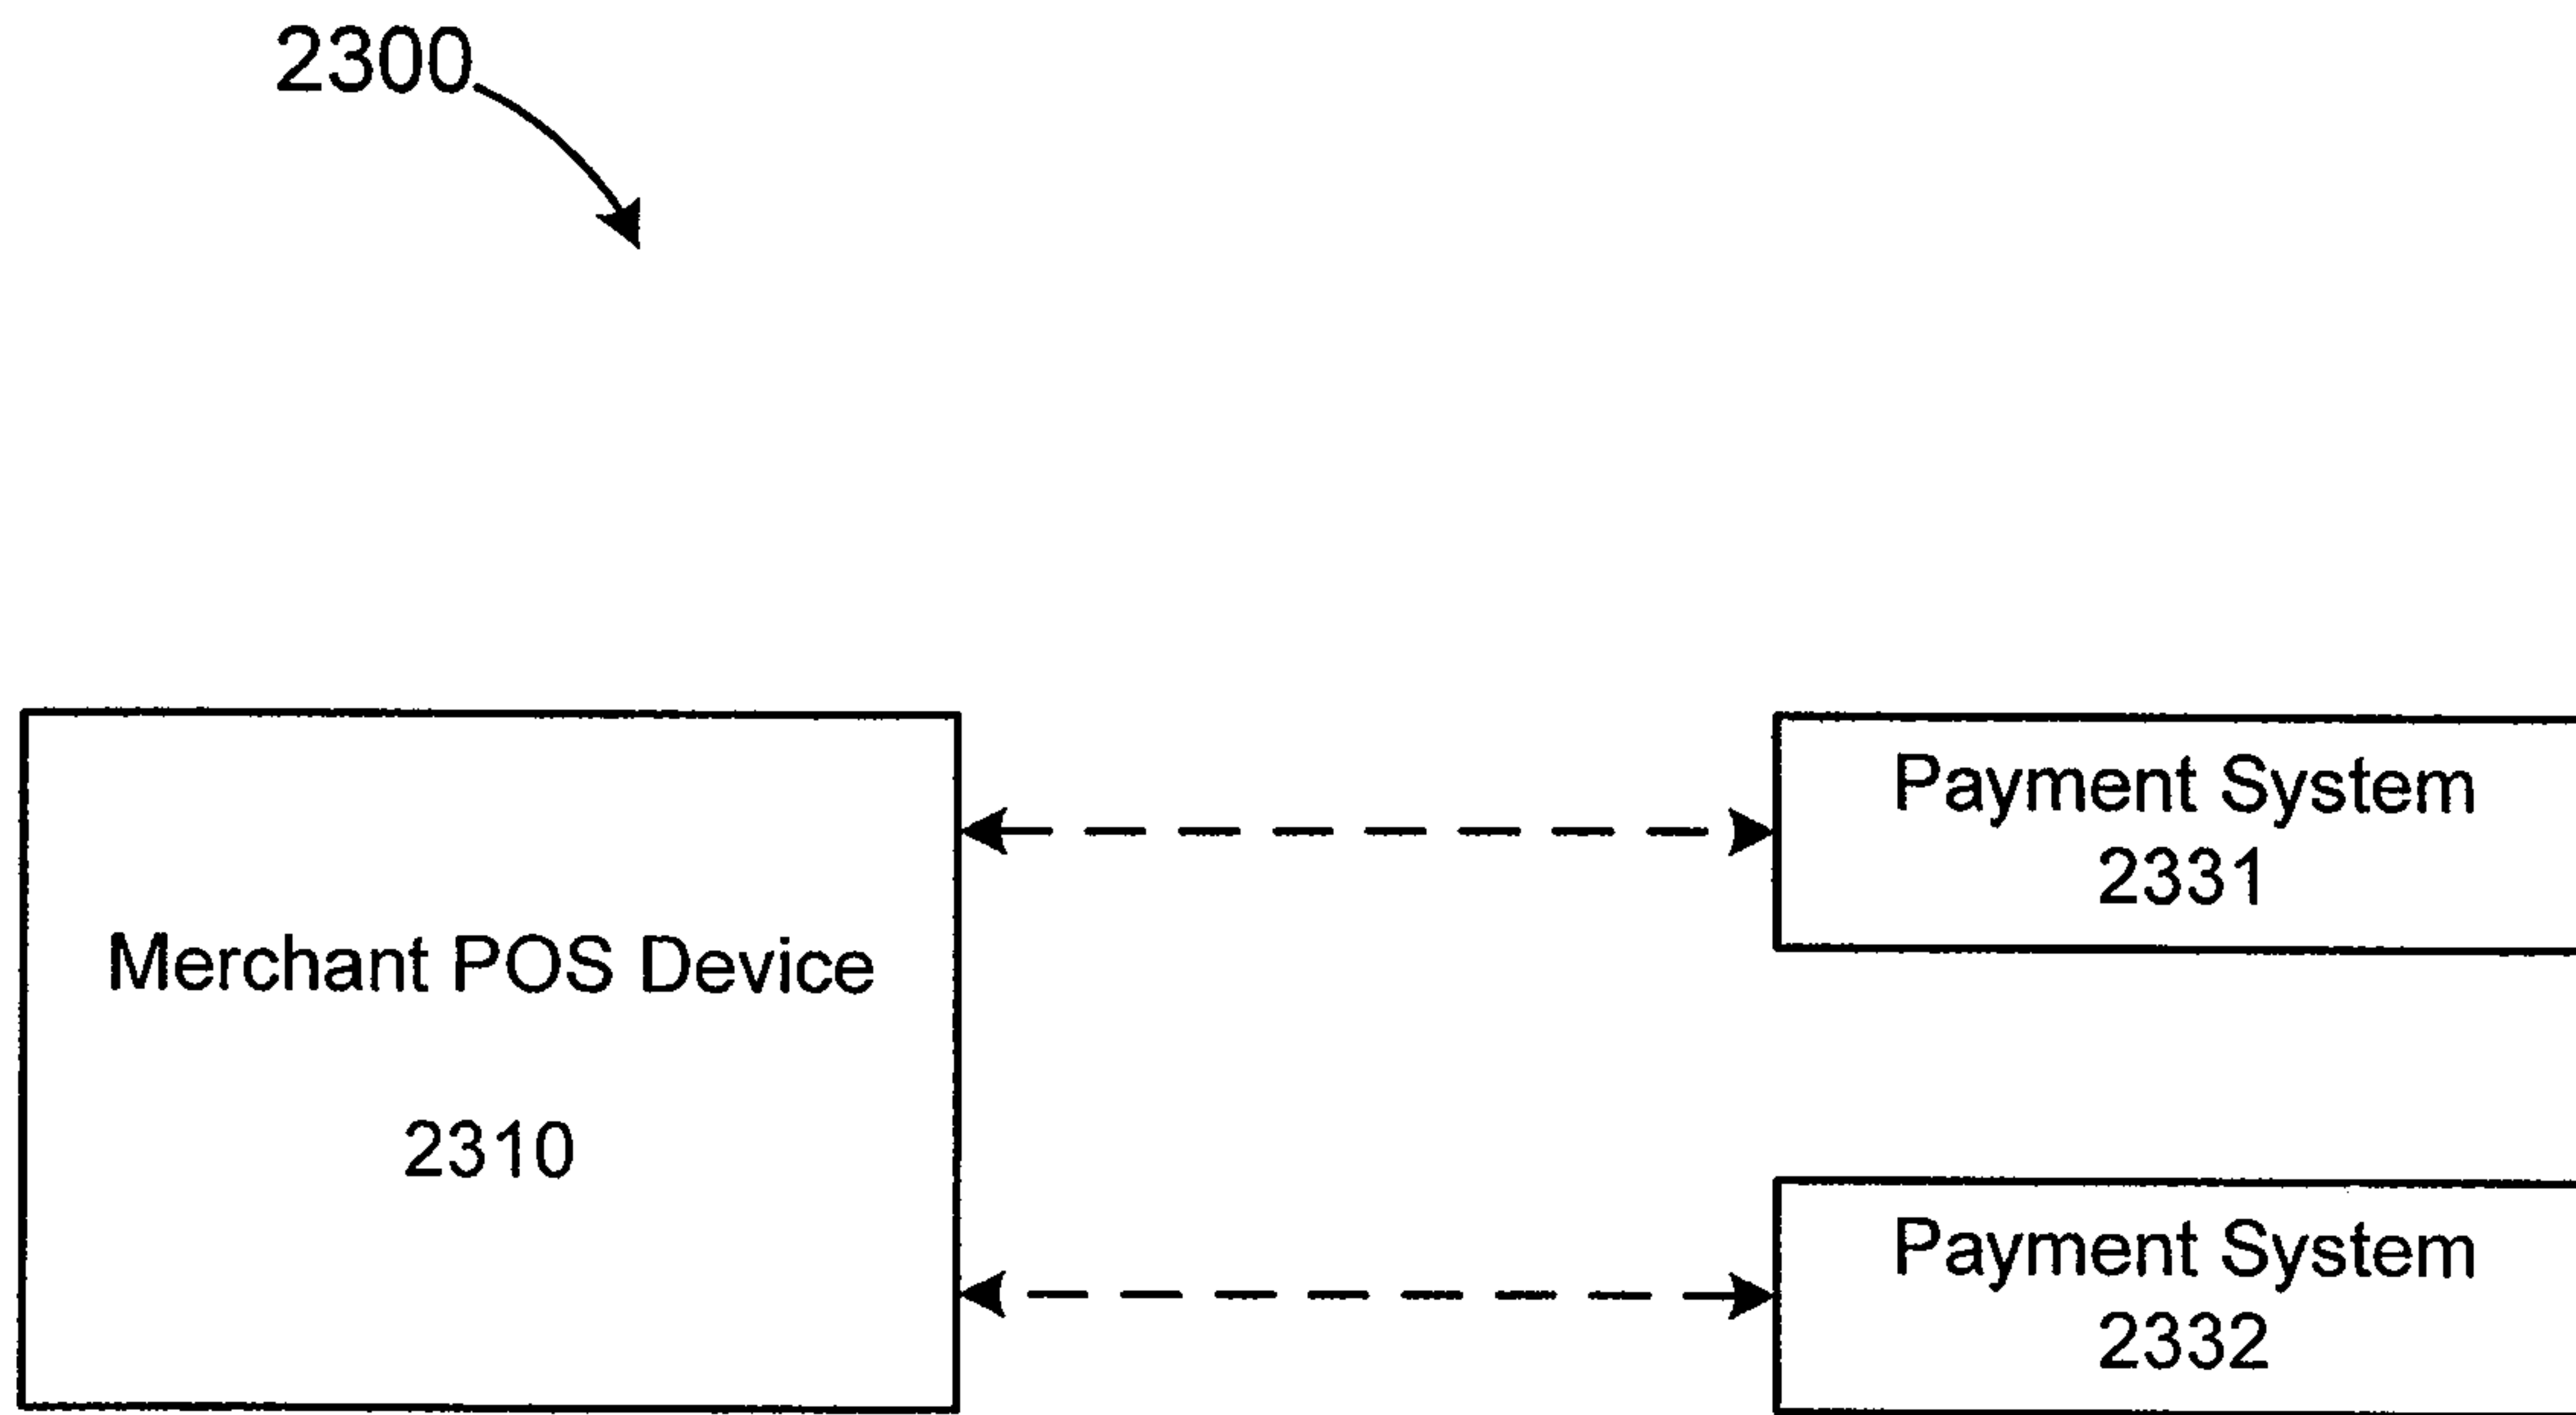 2300
Merchant POS Device
2310
Payment System
2331
Payment System
2332